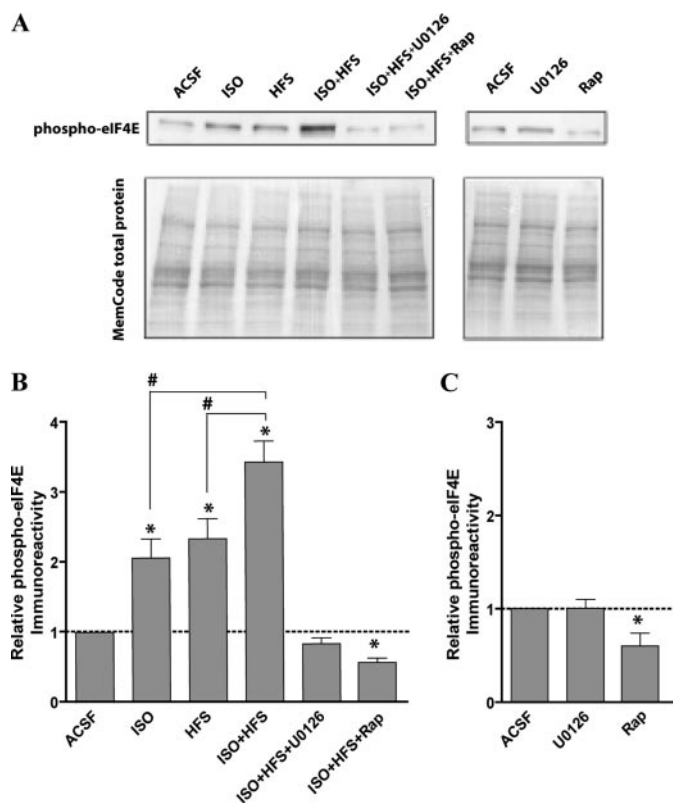 A
ACSF
ISO
HFS
ISO+HFS
ISO+HFS+U0126
ISO+HFS+Rap
ACSF
U0126
Rap
phospho-eIF4E
MemCode total protein
B
#
#
4
3
2
1
0
*
*
*
*
Relative phospho-eIF4E
Immunoreactivity
ACSF
ISO
HFS
ISO+HFS
ISO+HFS+U0126
ISO+HFS+Rap
C
3
2
1
0
*
Relative phospho-eIF4E
Immunoreactivity
ACSF
U0126
Rap